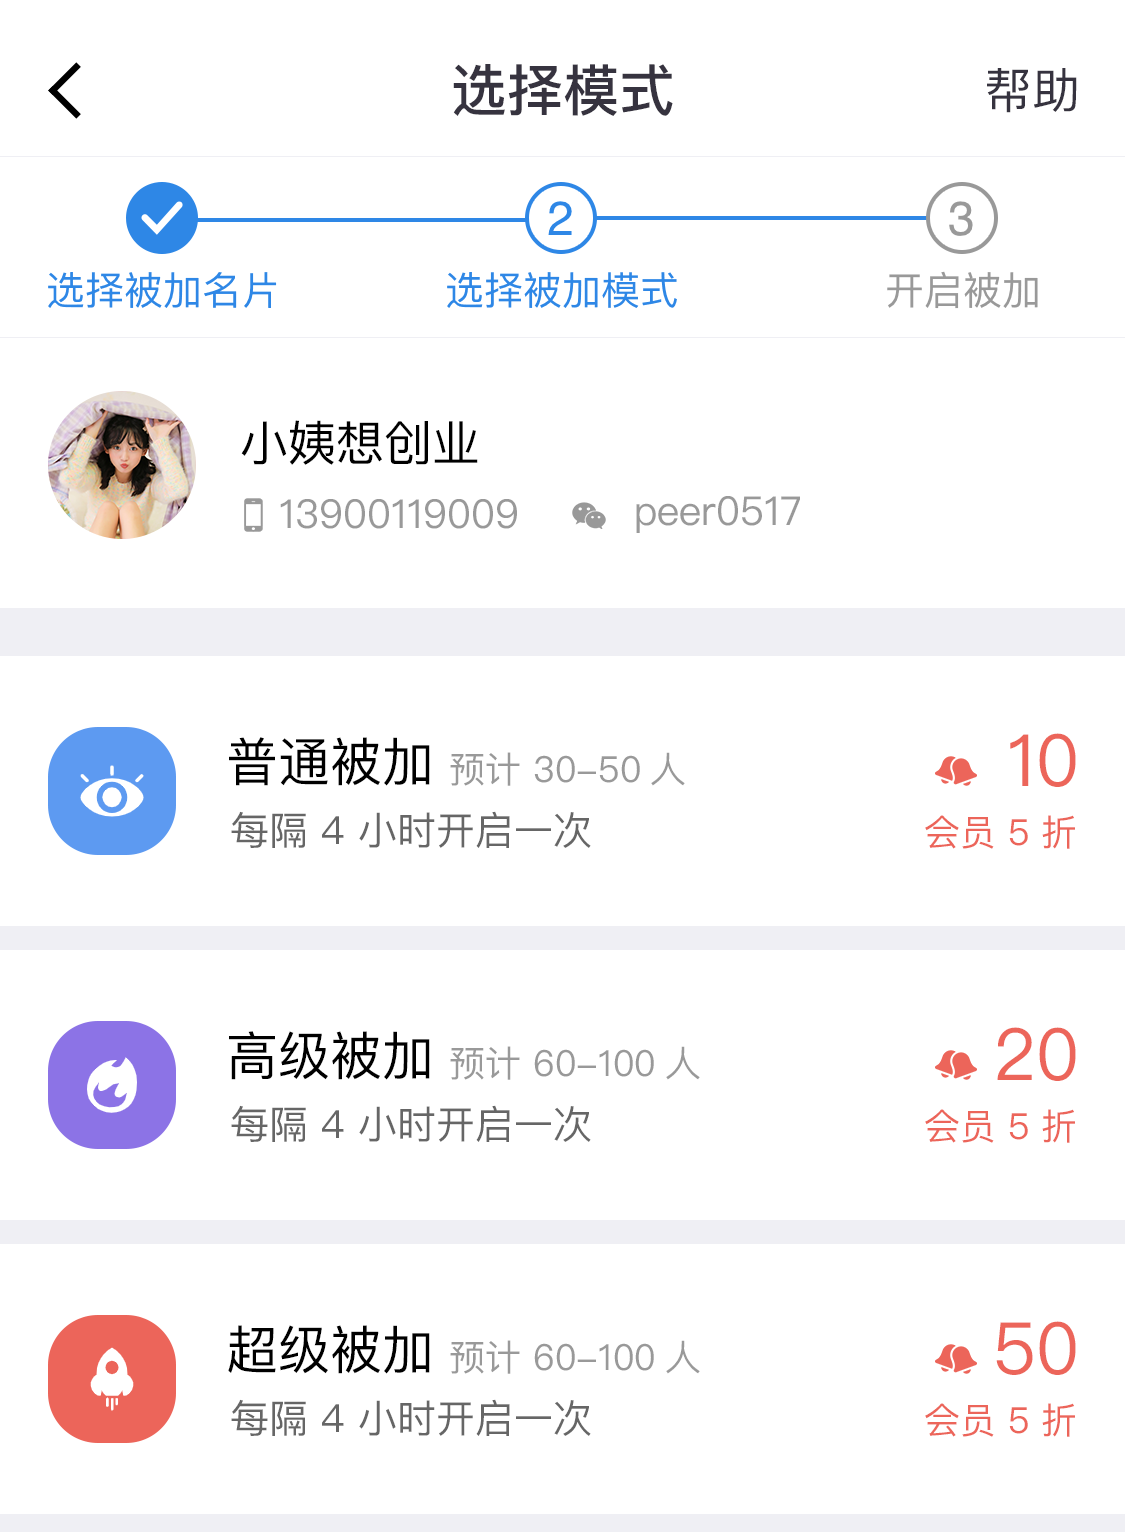 选择模式
帮助
2
3
选择被加名片
选择被加模式
开启被加
小姨想创业
13900119009
peer0517
普通被加 预计 30–50 人
10
每隔 4 小时开启一次
会员 5 折
高级被加 预计 60–100 人
20
每隔 4 小时开启一次
会员 5 折
超级被加 预计 60–100 人
50
每隔 4 小时开启一次
会员 5 折